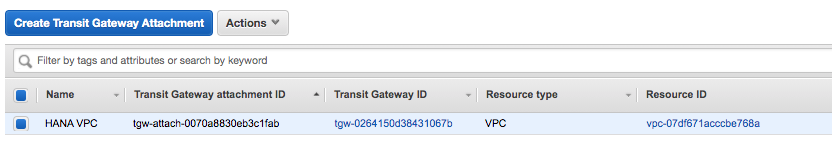 Create Transit Gateway Attachment Actions
Filter by tags and attributes or search by keyword
Name Transit Gateway attachment ID Transit Gateway ID Resource type Resource ID
HANA VPC tgw-attach-0070a8830eb3c1fab tgw-0264150d38431067b VPC vpc-07df671acccbe768a